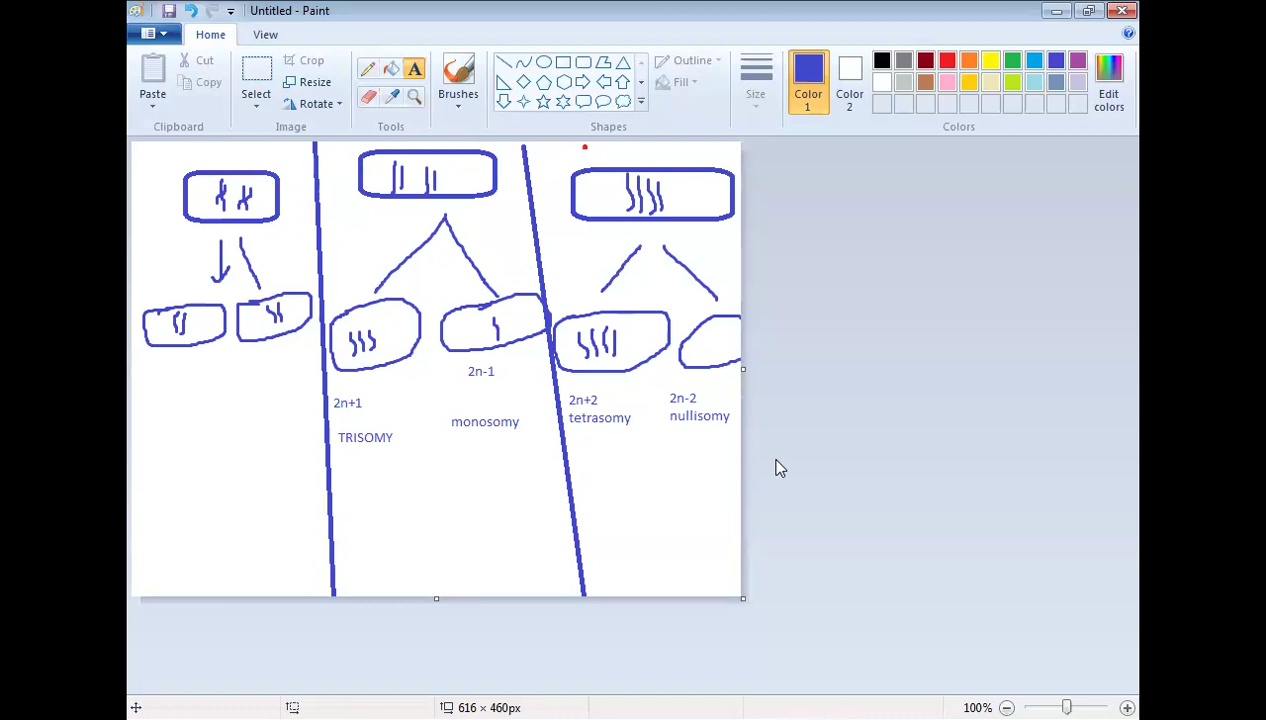 Untitled - Paint
Home
View
Paste
Cut
Copy
Clipboard
Select
Crop
Resize
Rotate
Image
A
Tools
Brushes
Outline
Fill
Shapes
Size
Color
1
Color
2
Edit
colors
Colors
2n+1
TRISOMY
2n-1
monosomy
2n+2
tetrasomy
2n-2
nullisomy
616 × 460px
100%